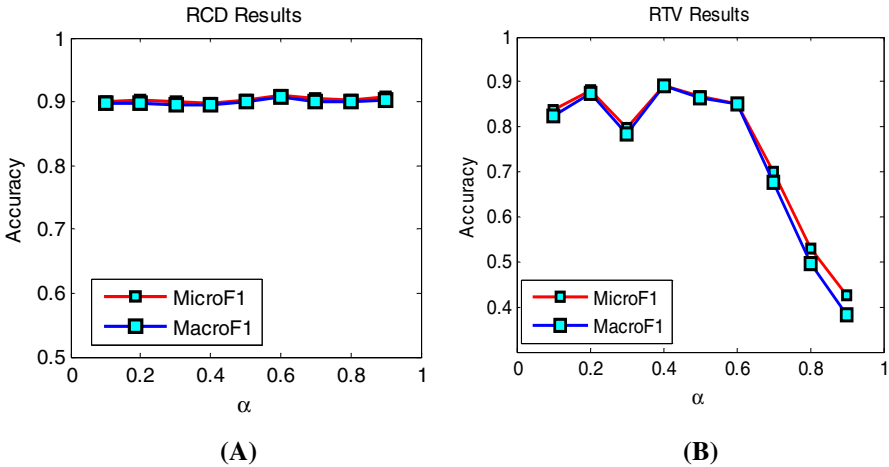 RCD Results
1
0.9
0.8
0.7
0.6
0.5
Accuracy
MicroF1
MacroF1
0 0.2 0.4 0.6 0.8 1
α
(A)
RTV Results
1
0.9
0.8
0.7
0.6
0.5
0.4
Accuracy
MicroF1
MacroF1
0 0.2 0.4 0.6 0.8 1
α
(B)